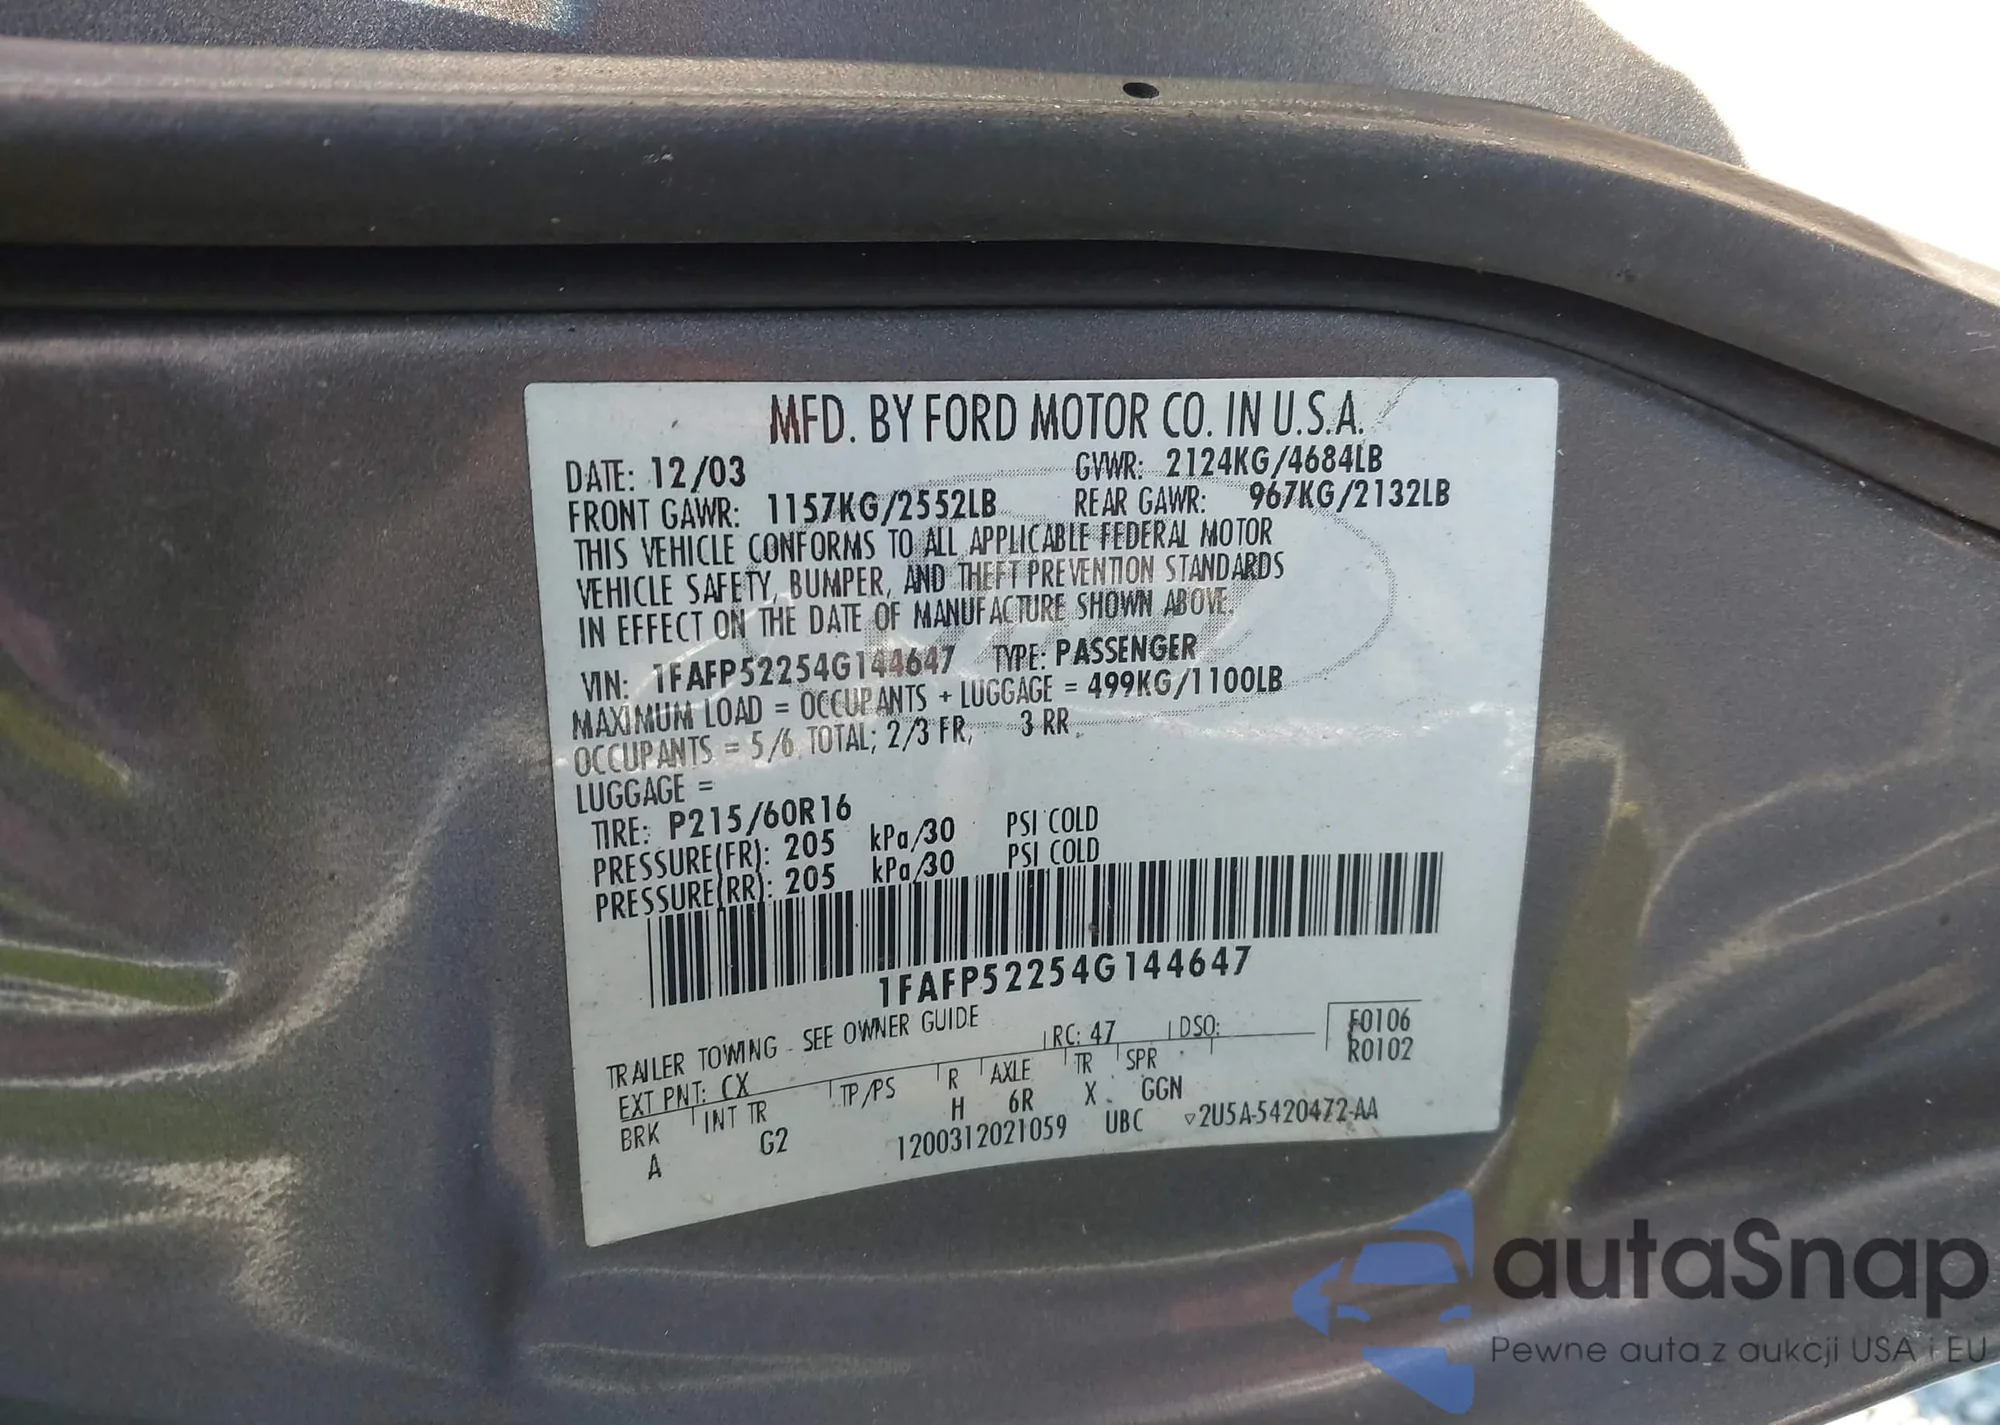 MFD. BY FORD MOTOR CO. IN U.S.A.
DATE: 12/03 GVWR: 2124KG/4684LB
FRONT GAWR: 1157KG/2552LB REAR GAWR: 967KG/2132LB
THIS VEHICLE CONFORMS TO ALL APPLICABLE FEDERAL MOTOR
VEHICLE SAFETY, BUMPER, AND THEFT PREVENTION STANDARDS
IN EFFECT ON THE DATE OF MANUFACTURE SHOWN ABOVE.
VIN: 1FAFP52254G144647 TYPE: PASSENGER
MAXIMUM LOAD = OCCUPANTS + LUGGAGE = 499KG/1100LB
OCCUPANTS = 5/6 TOTAL; 2/3 FR, 3 RR
LUGGAGE =
TIRE: P215/60R16
PRESSURE(FR): 205 kPa/30 PSI COLD
PRESSURE(RR): 205 kPa/30 PSI COLD
1FAFP52254G144647
TRAILER TOWING - SEE OWNER GUIDE
EXT PNT: CX RC: 47 DSO: F0106
R0102
BRK INT TR TP/PS R AXLE TR SPR
A G2 H 6R X GGN
1200312021059 UBC ▽2U5A-5420472-AA
autoSnap
Pewne auta z aukcji USA i EU